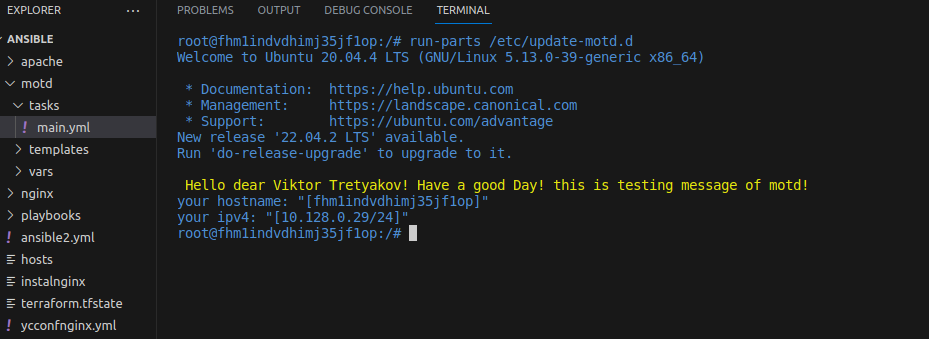 EXPLORER
ANSIBLE
apache
motd
tasks
! main.yml
templates
vars
nginx
playbooks
! ansible2.yml
hosts
instalnginx
terraform.tfstate
! ycconfnginx.yml
PROBLEMS OUTPUT DEBUG CONSOLE TERMINAL
root@fhm1indvdhimj35jf1op:/# run-parts /etc/update-motd.d
Welcome to Ubuntu 20.04.4 LTS (GNU/Linux 5.13.0-39-generic x86_64)
* Documentation: https://help.ubuntu.com
* Management: https://landscape.canonical.com
* Support: https://ubuntu.com/advantage
New release '22.04.2 LTS' available.
Run 'do-release-upgrade' to upgrade to it.
Hello dear Viktor Tretyakov! Have a good Day! this is testing message of motd!
your hostname: "[fhm1indvdhimj35jf1op]"
your ipv4: "[10.128.0.29/24]"
root@fhm1indvdhimj35jf1op:/#